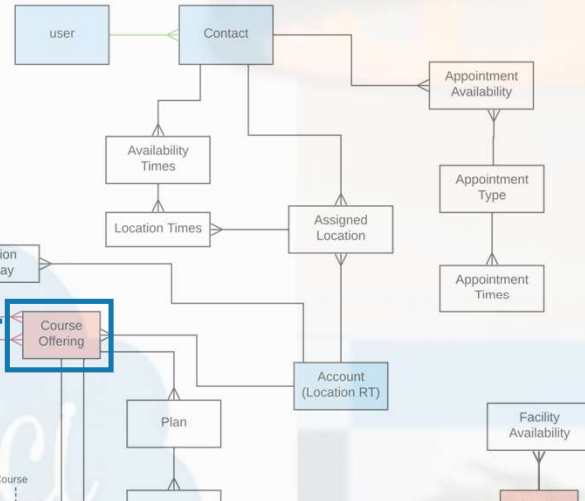 user
Contact
Appointment
Availability
Availability
Times
Appointment
Type
Location Times
Assigned
Location
Appointment
Times
Course
Offering
Account
(Location RT)
Plan
Facility
Availability